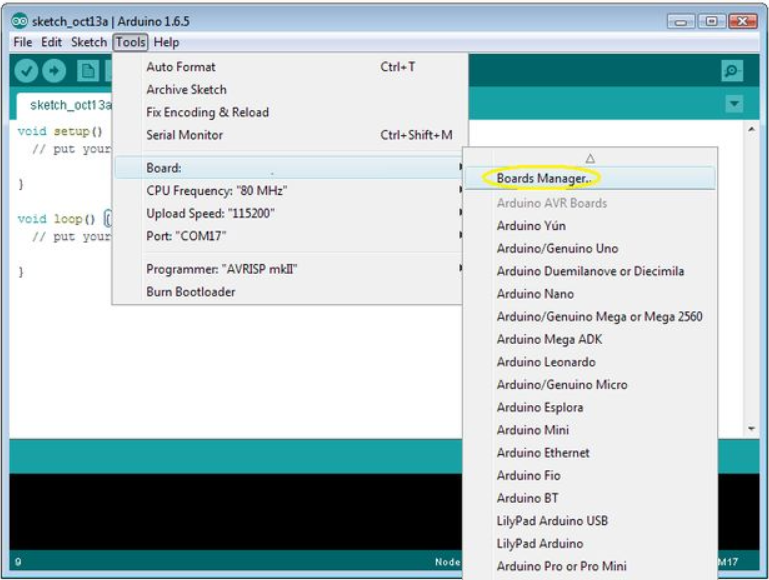 sketch_oct13a | Arduino 1.6.5
File Edit Sketch Tools Help
sketch_oct13a
void setup()
// put your
}
void loop() {
// put your
}
Auto Format Ctrl+T
Archive Sketch
Fix Encoding & Reload
Serial Monitor Ctrl+Shift+M
Board:
CPU Frequency: "80 MHz"
Upload Speed: "115200"
Port: "COM17"
Programmer: "AVRISP mkII"
Burn Bootloader
Boards Manager...
Arduino AVR Boards
Arduino Yún
Arduino/Genuino Uno
Arduino Duemilanove or Diecimila
Arduino Nano
Arduino/Genuino Mega or Mega 2560
Arduino Mega ADK
Arduino Leonardo
Arduino/Genuino Micro
Arduino Esplora
Arduino Mini
Arduino Ethernet
Arduino Fio
Arduino BT
LilyPad Arduino USB
LilyPad Arduino
Arduino Pro or Pro Mini
9 Node M17